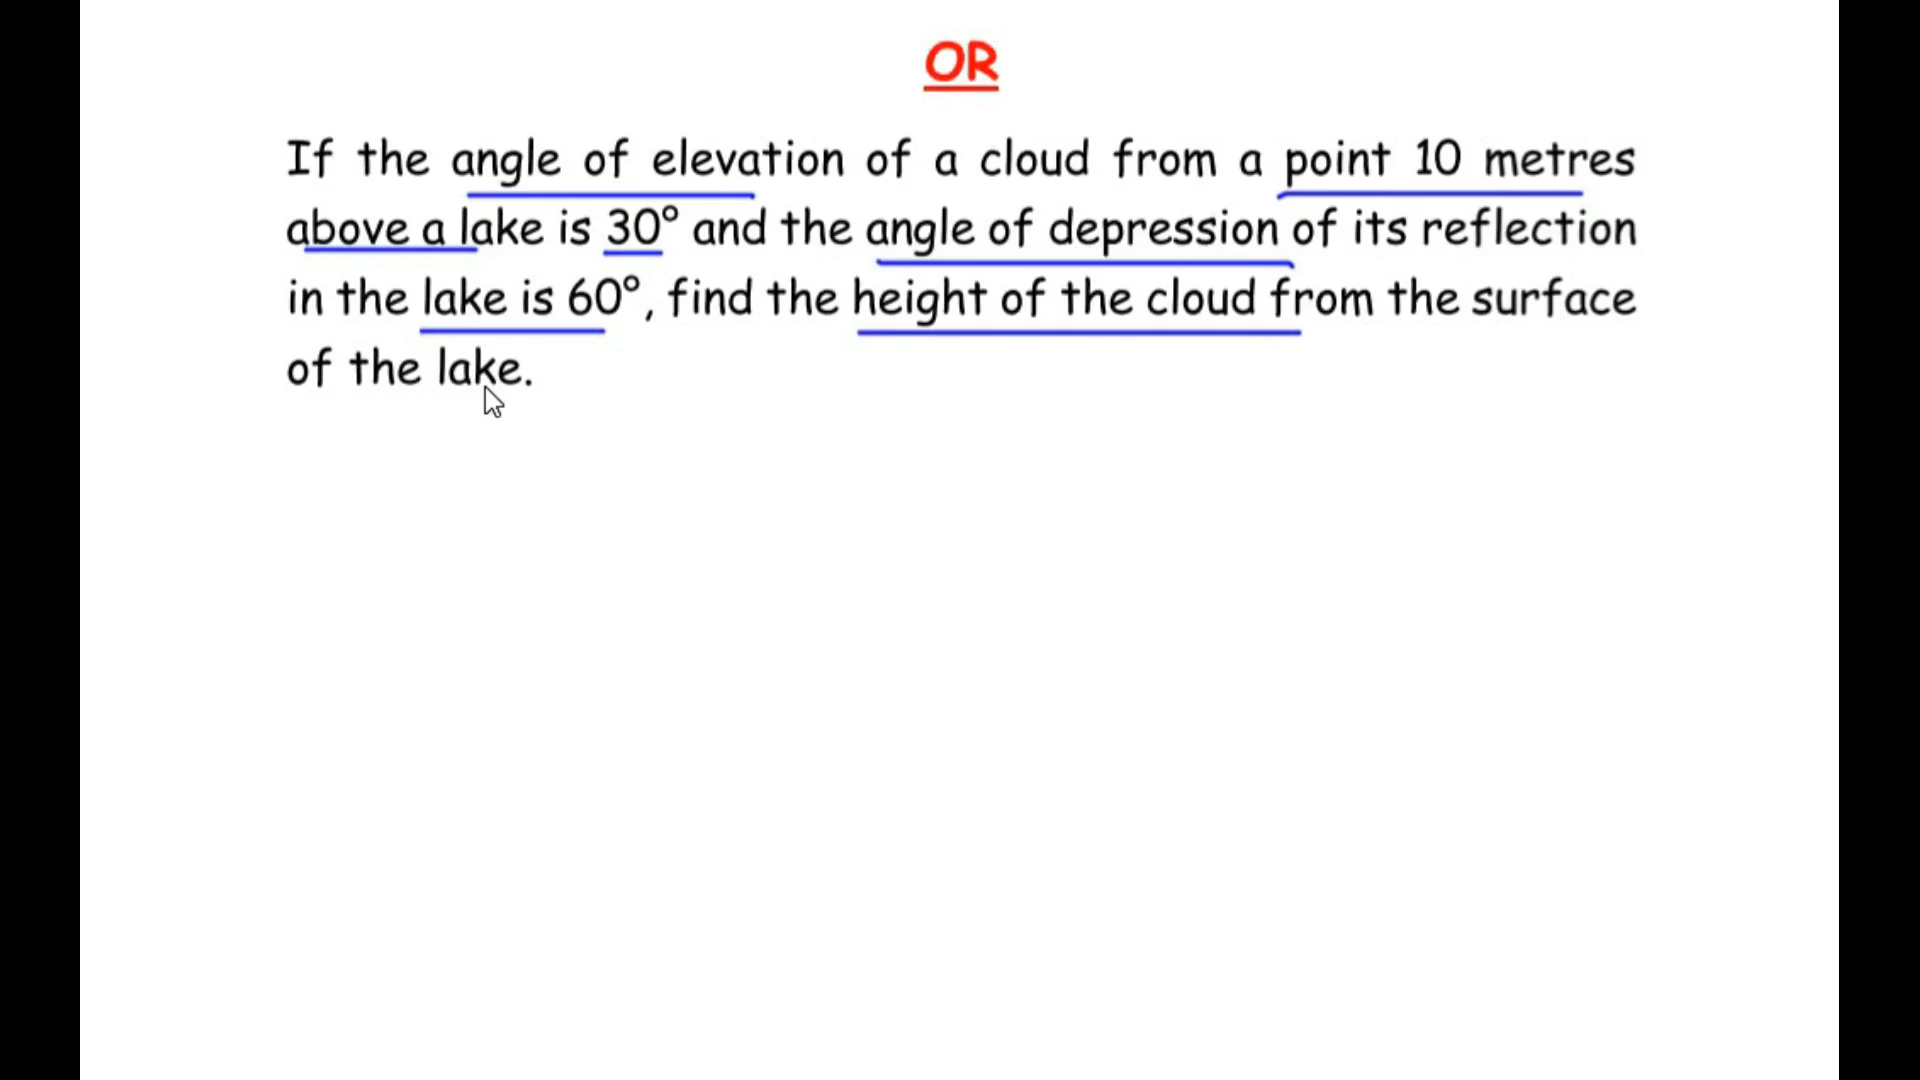 OR
If the angle of elevation of a cloud from a point 10 metres
above a lake is 30° and the angle of depression of its reflection
in the lake is 60°, find the height of the cloud from the surface
of the lake.